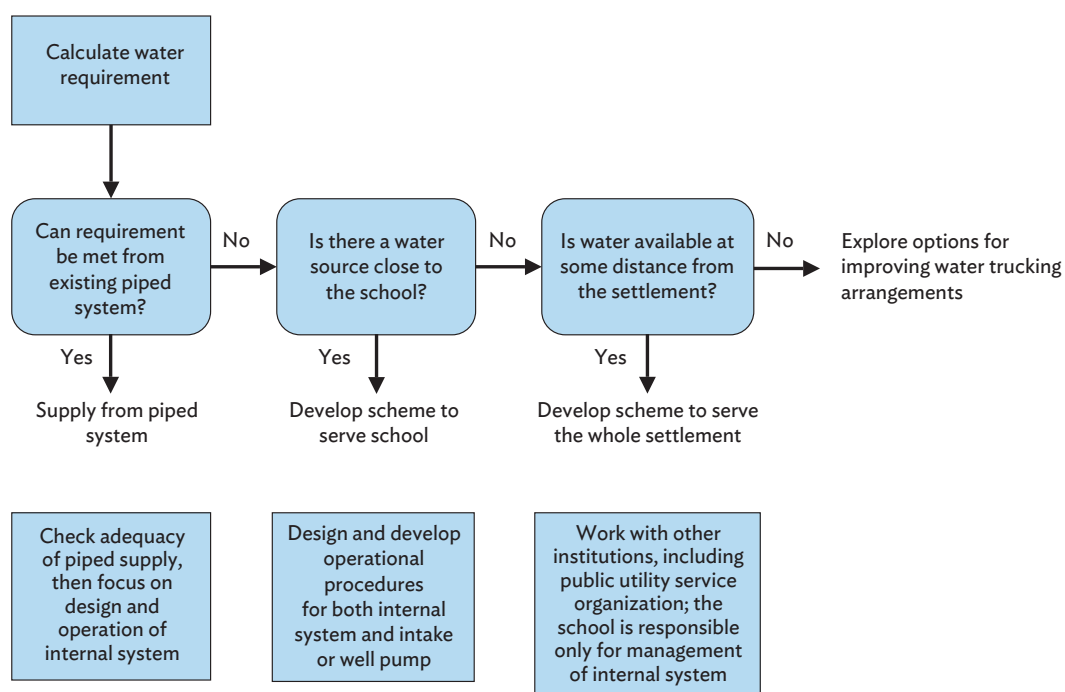 Calculate water
requirement
Can requirement
be met from
existing piped
system?
No
Is there a water
source close to
the school?
No
Is water available at
some distance from
the settlement?
No
Explore options for
improving water trucking
arrangements
Yes
Supply from piped
system
Yes
Develop scheme to
serve school
Yes
Develop scheme to serve
the whole settlement
Check adequacy
of piped supply,
then focus on
design and
operation of
internal system
Design and develop
operational
procedures
for both internal
system and intake
or well pump
Work with other
institutions, including
public utility service
organization; the
school is responsible
only for management
of internal system